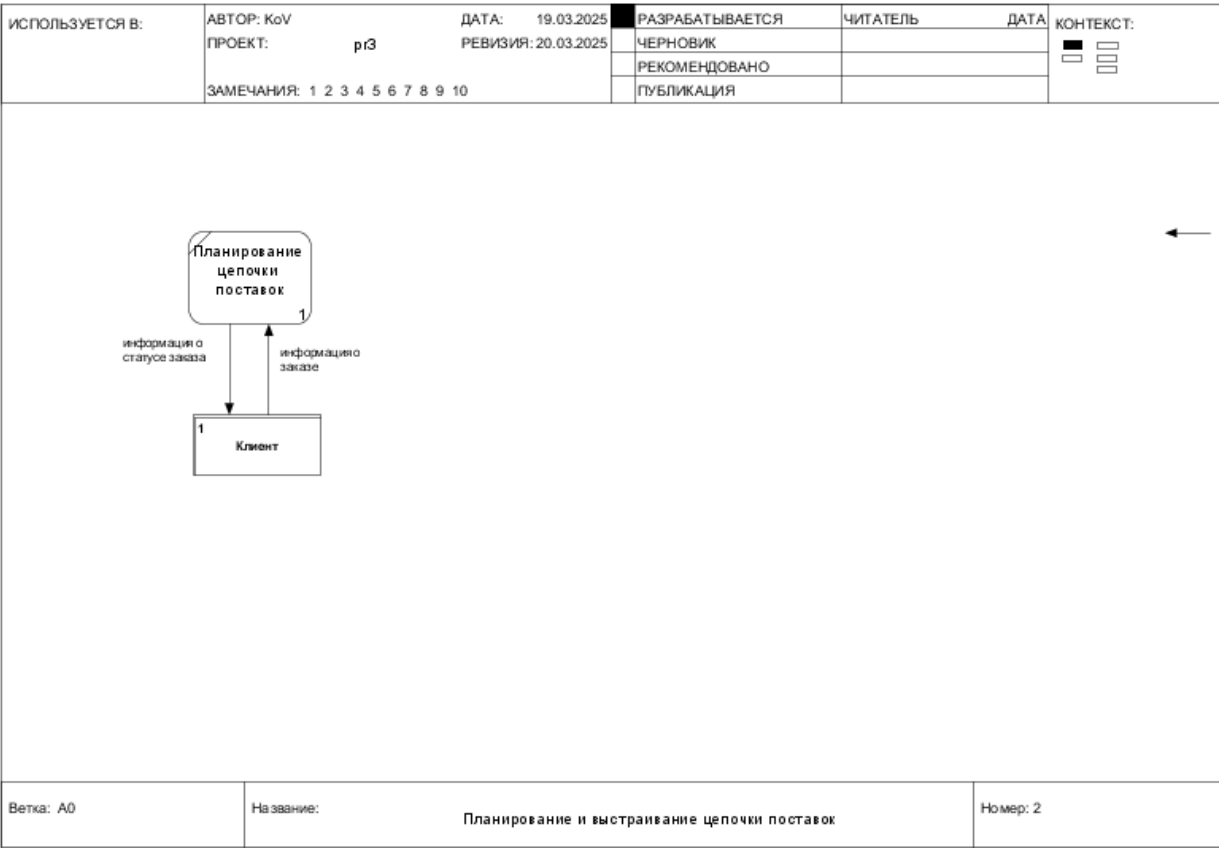 ИСПОЛЬЗУЕТСЯ В:
АВТОР: KoV
ДАТА: 19.03.2025
РАЗРАБАТЫВАЕТСЯ
ЧИТАТЕЛЬ
ДАТА
КОНТЕКСТ:
ПРОЕКТ: pr3
РЕВИЗИЯ: 20.03.2025
ЧЕРНОВИК
РЕКОМЕНДОВАНО
ЗАМЕЧАНИЯ: 1 2 3 4 5 6 7 8 9 10
ПУБЛИКАЦИЯ
Планирование
цепочки
поставок
1
информация о
статусе заказа
информация о
заказе
1
Клиент
Ветка: A0
Название:
Планирование и выстраивание цепочки поставок
Номер: 2